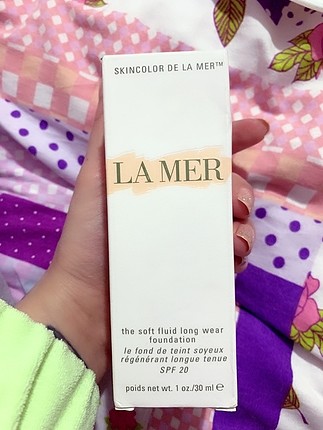 SKINCOLOR DE LA MER™
LA MER
the soft fluid long wear
foundation
le fond de teint soyeux
régénérant longue tenue
SPF 20
poids net wt. 1 oz./30 ml ℮